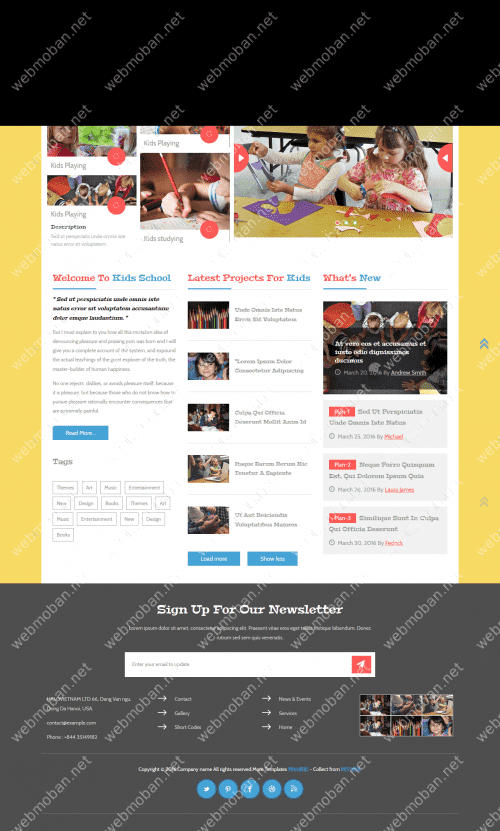 webmoban.net
Kids Playing
Kids Playing
Kids Playing
Description
Sed ut perspiciatis unde omnis iste
natus error sit voluptatem
Kids studying
Welcome To Kids School
" Sed ut perspiciatis unde omnis iste
natus error sit voluptatem accusantium
dolor emque laudantium. "
But I must explain to you how all this mistaken idea of
denouncing pleasure and praising pain was born and I will
give you a complete account of the system, and expound
the actual teachings of the great explorer of the truth, the
master-builder of human happiness.
No one rejects, dislikes, or avoids pleasure itself, because
it is pleasure, but because those who do not know how to
pursue pleasure rationally encounter consequences that
are extremely painful.
Read More...
Tags
Themes Art Music Entertainment
New Design Books Themes Art
Music Entertainment New Design
Books
Latest Projects For Kids
Unde Omnis Iste Natus
Error Sit Voluptatem
"Lorem Ipsum Dolor
Consectetur Adipscing
Culpa Qui Officia
Deserunt Mollit Anim Id
Itaque Earum Rerum Hic
Tenetur A Sapiente
Ut Aut Reiciendis
Voluptatibus Maiores
Load more Show less
What's New
At vero eos et accusamus et
iusto odio dignissimos
ducimus
March 20, 2016 By Andrew Smith
Plan-1 Sed Ut Perspiciatis
Unde Omnis Iste Natus
March 25, 2016 By Michael
Plan-2 Neque Porro Quisquam
Est, Qui Dolorem Ipsum Quia
March 26, 2016 By Laura James
Plan-3 Similique Sunt In Culpa
Qui Officia Deserunt
March 30, 2016 By Fedrick
Sign Up For Our Newsletter
Lorem ipsum dolor sit amet, consectetur adipiscing elit. Praesent vitae eros eget tellus tristique bibendum. Donec
rutrum sed sem quis venenatis.
Enter your email to update
VIETNAM LTD 66, Dang Van ngu,
Dong Da Hanoi, USA
contact@example.com
Phone : +844 35149182
Contact
Gallery
Short Codes
News & Events
Services
Home
Copyright © 2016.Company name All rights reserved.More Templates
- Collect from